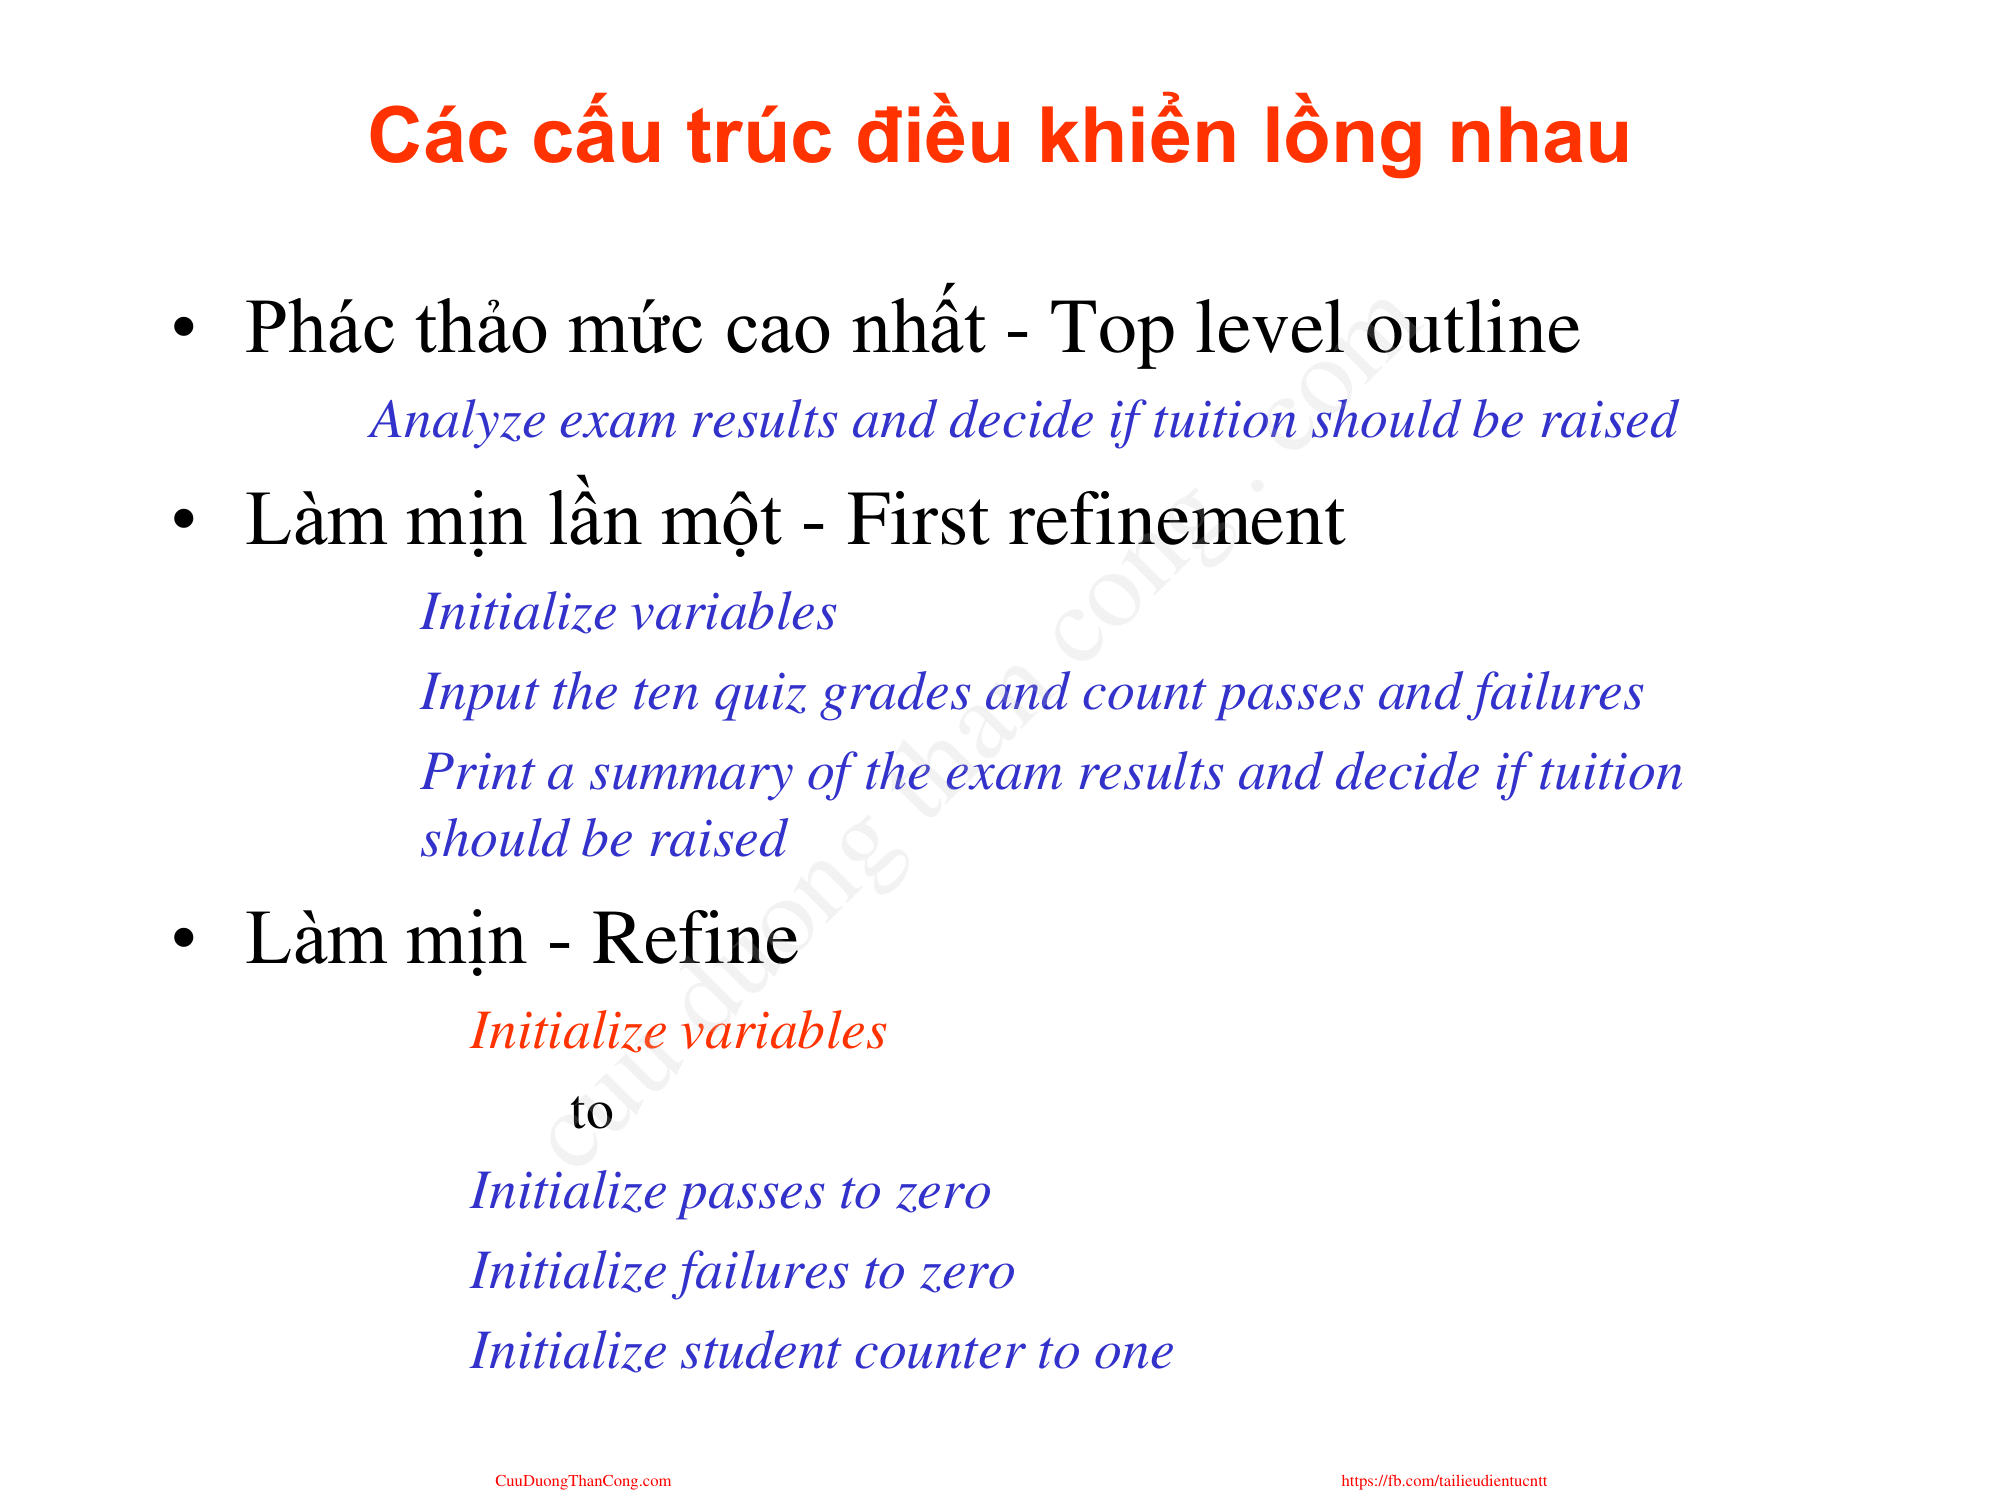 Các cấu trúc điều khiển lồng nhau
• Phác thảo mức cao nhất - Top level outline
Analyze exam results and decide if tuition should be raised
• Làm mịn lần một - First refinement
Initialize variables
Input the ten quiz grades and count passes and failures
Print a summary of the exam results and decide if tuition
should be raised
• Làm mịn - Refine
Initialize variables
to
Initialize passes to zero
Initialize failures to zero
Initialize student counter to one
cuu duong than cong . com
CuuDuongThanCong.com
https://fb.com/tailieudientucntt